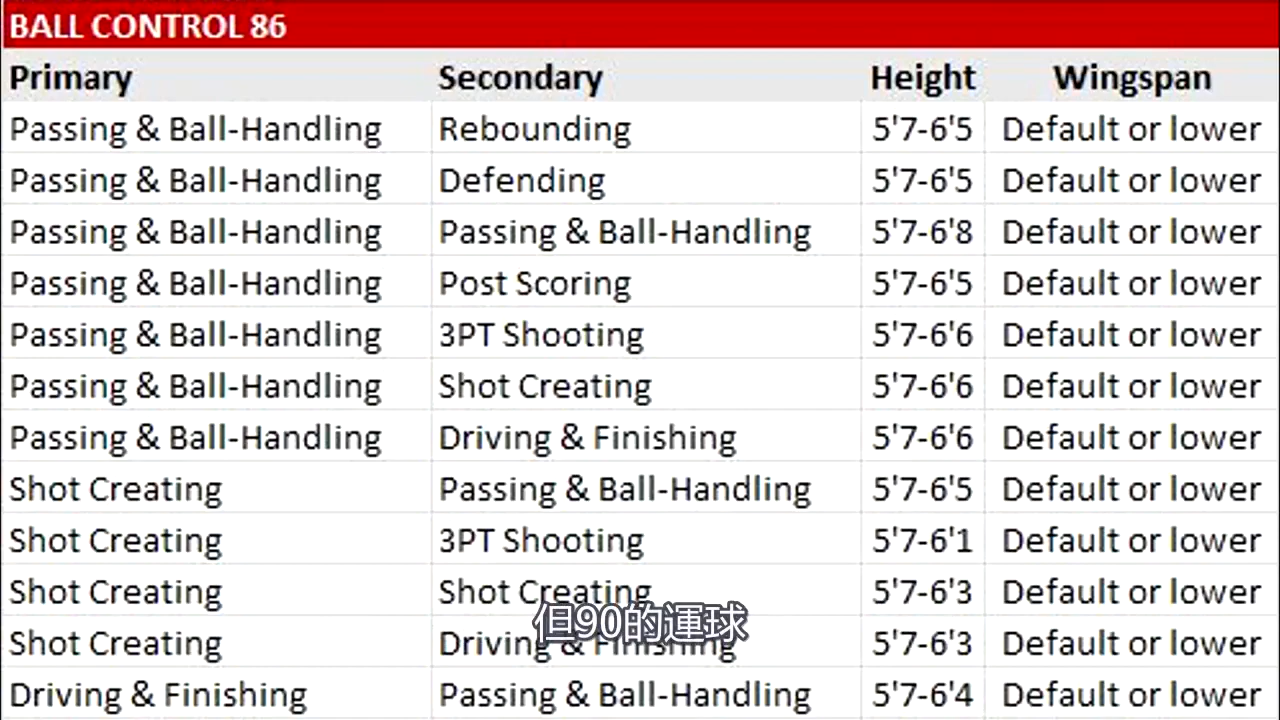 BALL CONTROL 86
Primary Secondary Height Wingspan
Passing & Ball-Handling Rebounding 5'7-6'5 Default or lower
Passing & Ball-Handling Defending 5'7-6'5 Default or lower
Passing & Ball-Handling Passing & Ball-Handling 5'7-6'8 Default or lower
Passing & Ball-Handling Post Scoring 5'7-6'5 Default or lower
Passing & Ball-Handling 3PT Shooting 5'7-6'6 Default or lower
Passing & Ball-Handling Shot Creating 5'7-6'6 Default or lower
Passing & Ball-Handling Driving & Finishing 5'7-6'6 Default or lower
Shot Creating Passing & Ball-Handling 5'7-6'5 Default or lower
Shot Creating 3PT Shooting 5'7-6'1 Default or lower
Shot Creating Shot Creating 5'7-6'3 Default or lower
但90的運球
Shot Creating Driving & Finishing 5'7-6'3 Default or lower
Driving & Finishing Passing & Ball-Handling 5'7-6'4 Default or lower